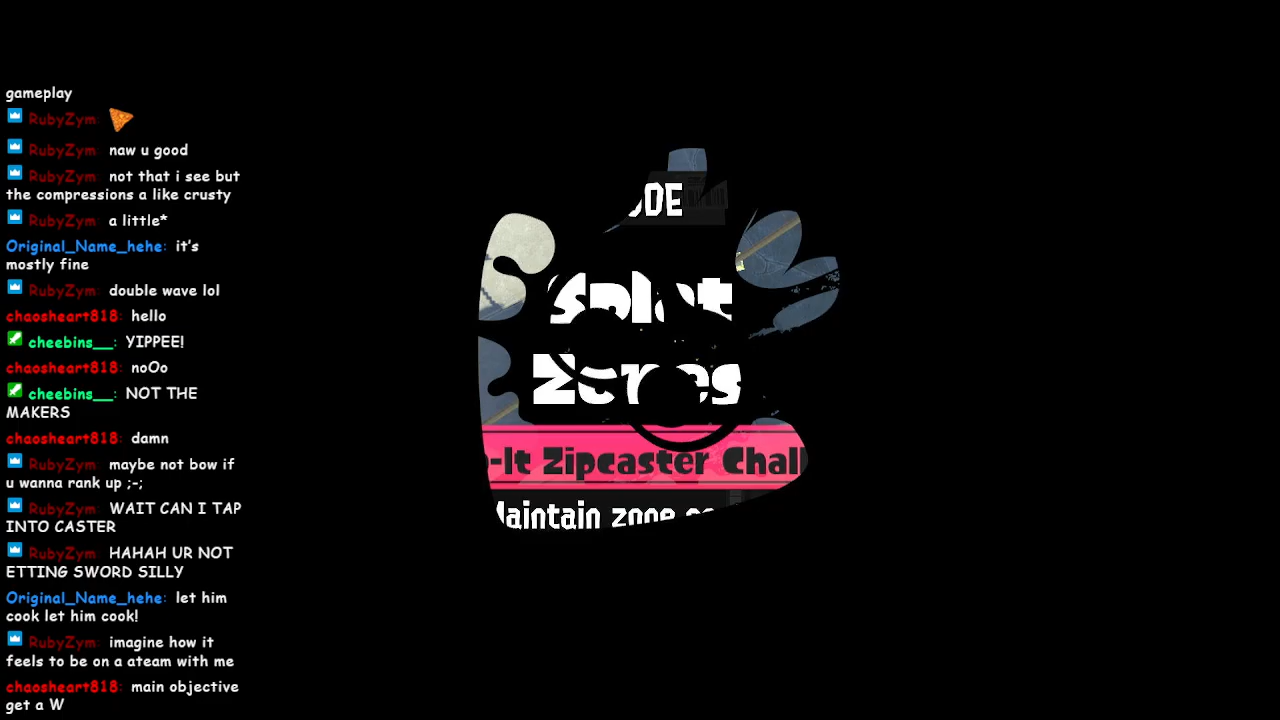 gameplay
RubyZym:
RubyZym: naw u good
RubyZym: not that i see but
the compressions a like crusty
RubyZym: a little*
Original_Name_hehe: it's
mostly fine
RubyZym: double wave lol
chaosheart818: hello
cheebins__: YIPPEE!
chaosheart818: noOo
cheebins__: NOT THE
MAKERS
chaosheart818: damn
RubyZym: maybe not bow if
u wanna rank up ;-;
RubyZym: WAIT CAN I TAP
INTO CASTER
RubyZym: HAHAH UR NOT
ETTING SWORD SILLY
Original_Name_hehe: let him
cook let him cook!
RubyZym: imagine how it
feels to be on a ateam with me
chaosheart818: main objective
get a W
Splat
Zones
-It Zipcaster Chall
Maintain zone